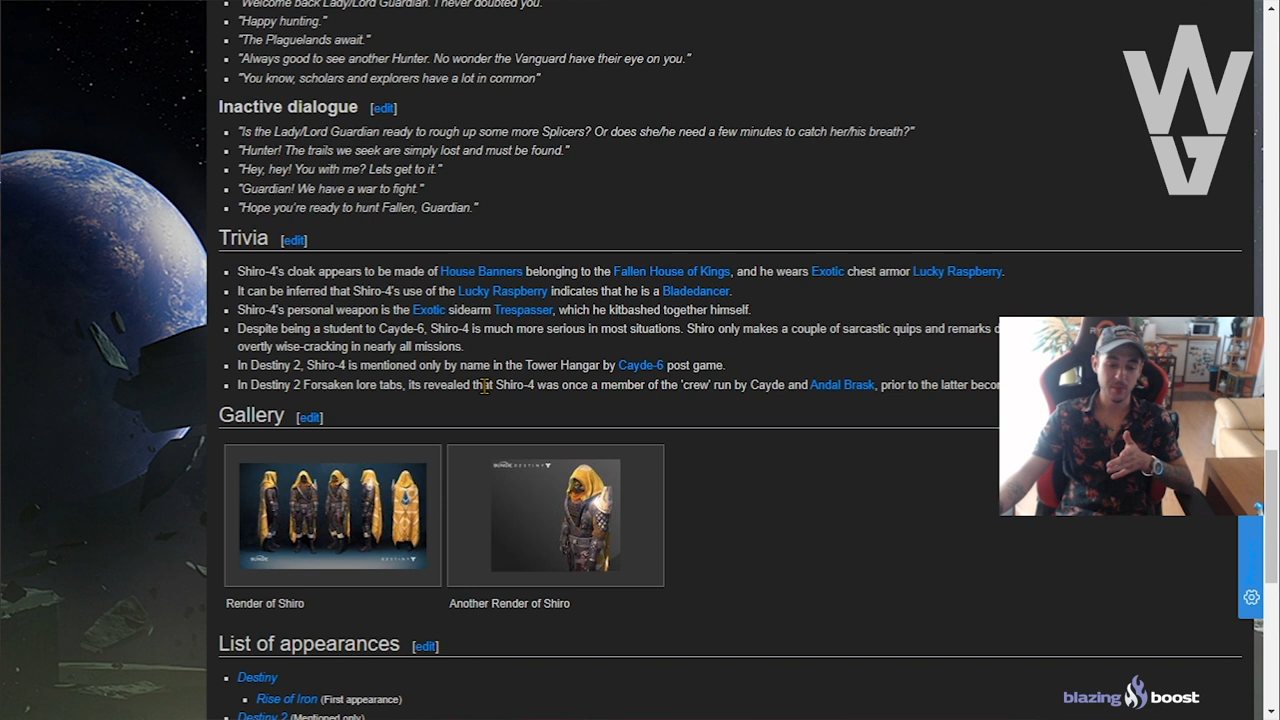 "Welcome back Lady/Lord Guardian. I never doubted you."
"Happy hunting."
"The Plaguelands await."
"Always good to see another Hunter. No wonder the Vanguard have their eye on you."
"You know, scholars and explorers have a lot in common"
Inactive dialogue [edit]
"Is the Lady/Lord Guardian ready to rough up some more Splicers? Or does she/he need a few minutes to catch her/his breath?"
"Hunter! The trails we seek are simply lost and must be found."
"Hey, hey! You with me? Lets get to it."
"Guardian! We have a war to fight."
"Hope you're ready to hunt Fallen, Guardian."
Trivia [edit]
Shiro-4's cloak appears to be made of House Banners belonging to the Fallen House of Kings, and he wears Exotic chest armor Lucky Raspberry.
It can be inferred that Shiro-4's use of the Lucky Raspberry indicates that he is a Bladedancer.
Shiro-4's personal weapon is the Exotic sidearm Trespasser, which he kitbashed together himself.
Despite being a student to Cayde-6, Shiro-4 is much more serious in most situations. Shiro only makes a couple of sarcastic quips and remarks
overtly wise-cracking in nearly all missions.
In Destiny 2, Shiro-4 is mentioned only by name in the Tower Hangar by Cayde-6 post game.
In Destiny 2 Forsaken lore tabs, its revealed that Shiro-4 was once a member of the 'crew' run by Cayde and Andal Brask, prior to the latter
Gallery [edit]
BUNGIE DESTINY
BUNGIE DESTINY
Render of Shiro
Another Render of Shiro
List of appearances [edit]
Destiny
Rise of Iron (First appearance)
Destiny 2 (Mentioned only)
WG
blazing boost